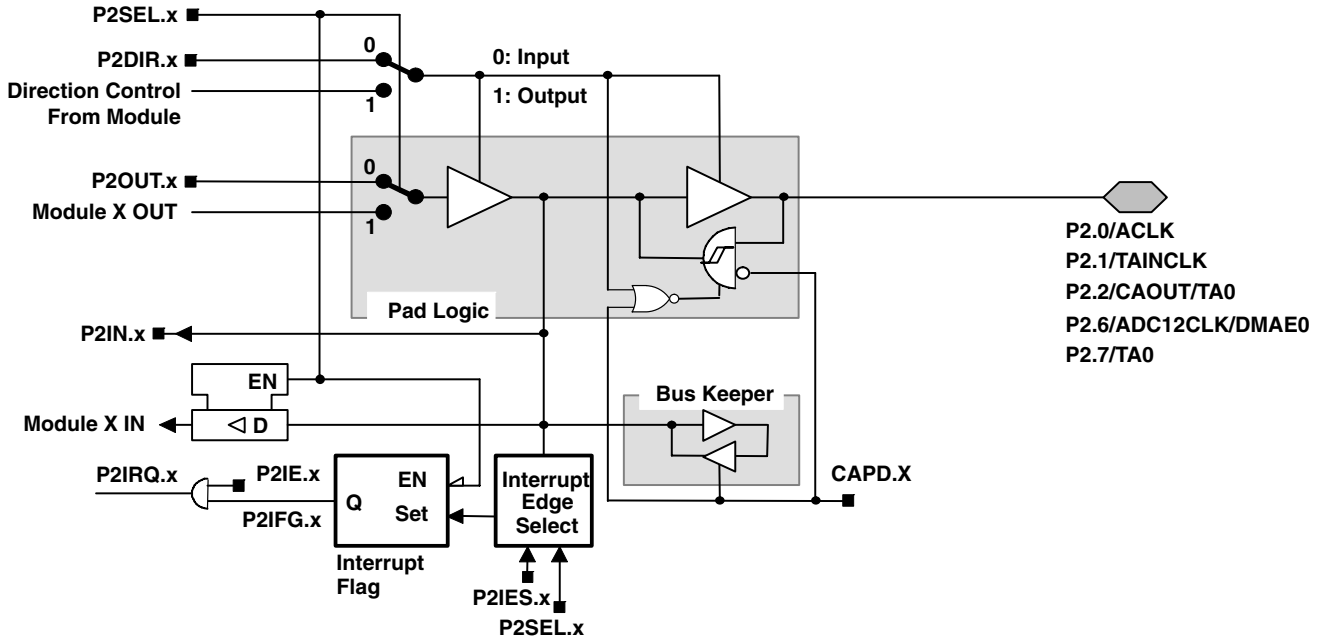 P2SEL.x
0
P2DIR.x
0: Input
Direction Control
From Module
1
1: Output
P2OUT.x
0
Module X OUT
1
P2.0/ACLK
P2.1/TAINCLK
P2.2/CAOUT/TA0
P2.6/ADC12CLK/DMAE0
P2.7/TA0
Pad Logic
P2IN.x
EN
Bus Keeper
Module X IN
D
P2IRQ.x
P2IE.x
P2IFG.x
Q
EN
Set
Interrupt
Edge
Select
CAPD.X
Interrupt
Flag
P2IES.x
P2SEL.x